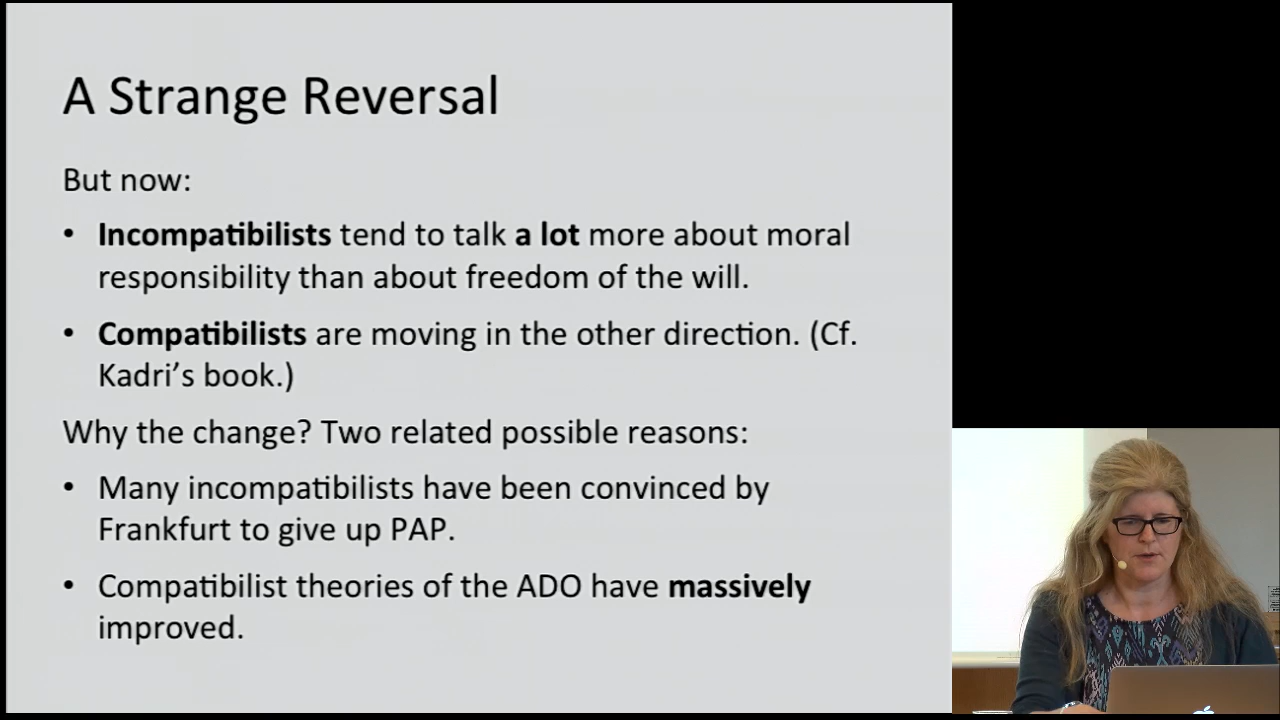 A Strange Reversal
But now:
• Incompatibilists tend to talk a lot more about moral
responsibility than about freedom of the will.
• Compatibilists are moving in the other direction. (Cf.
Kadri’s book.)
Why the change? Two related possible reasons:
• Many incompatibilists have been convinced by
Frankfurt to give up PAP.
• Compatibilist theories of the ADO have massively
improved.